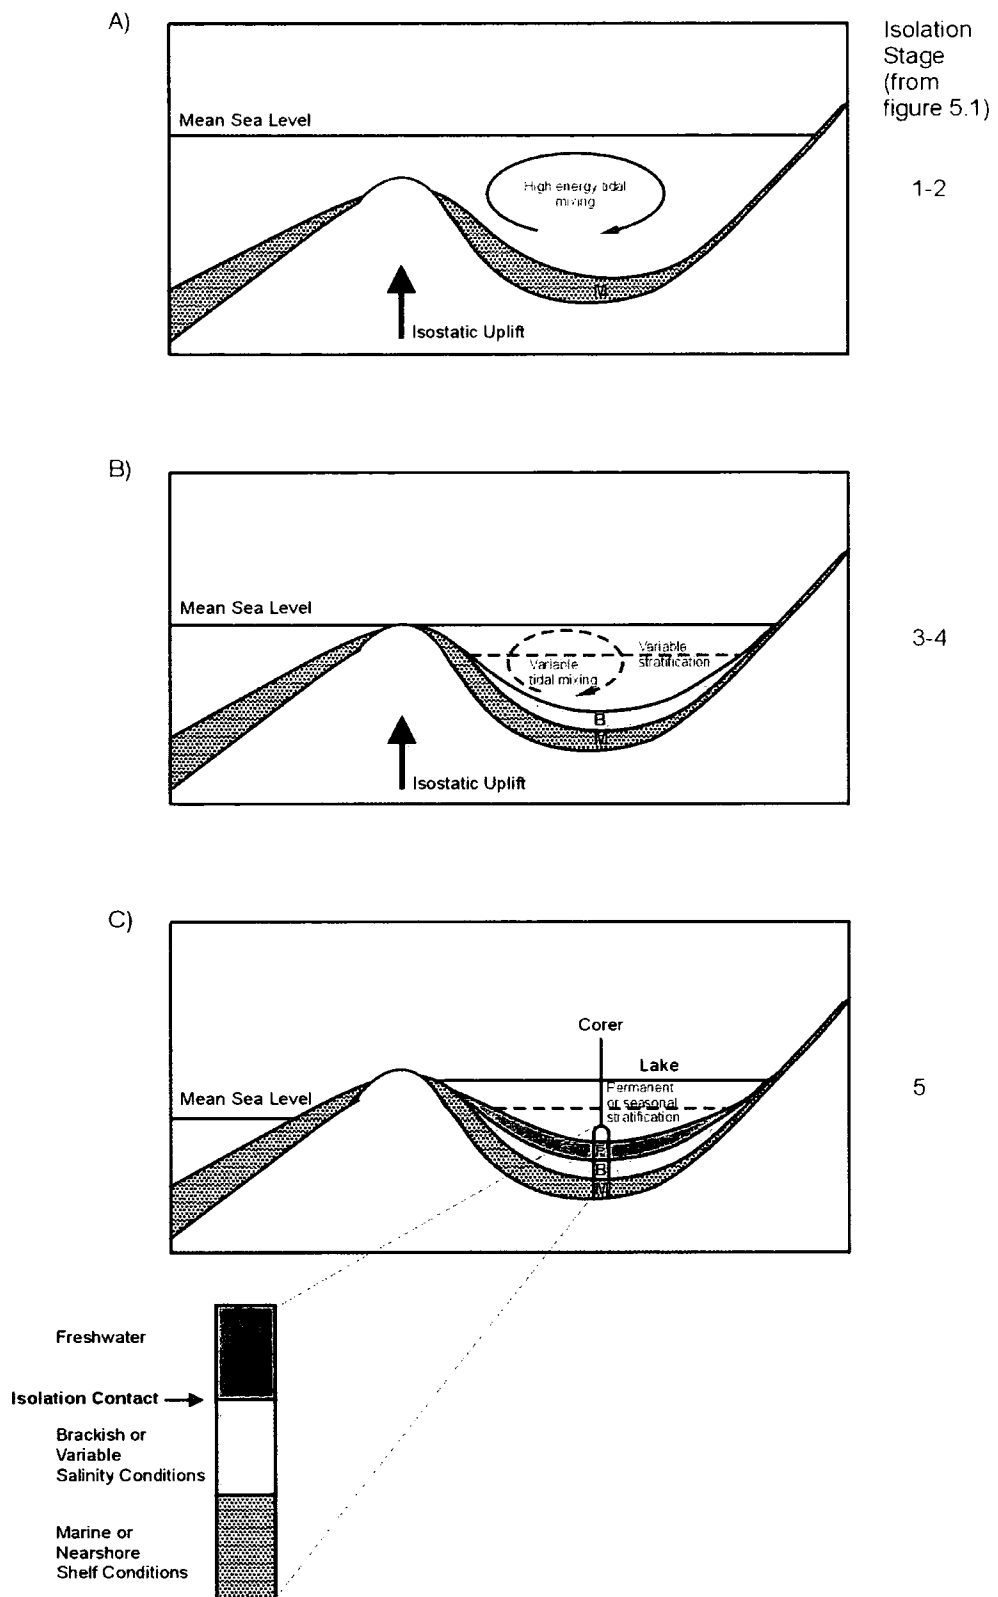 A)
Isolation
Stage
(from
figure 5.1)
Mean Sea Level
High energy tidal
mixing
1-2
M
Isostatic Uplift
B)
Mean Sea Level
Variable
stratification
Variable
tidal mixing
3-4
B
M
Isostatic Uplift
C)
Corer
Lake
Mean Sea Level
Permanent
or seasonal
stratification
5
F
B
M
Freshwater
Isolation Contact
Brackish or
Variable
Salinity Conditions
Marine or
Nearshore
Shelf Conditions